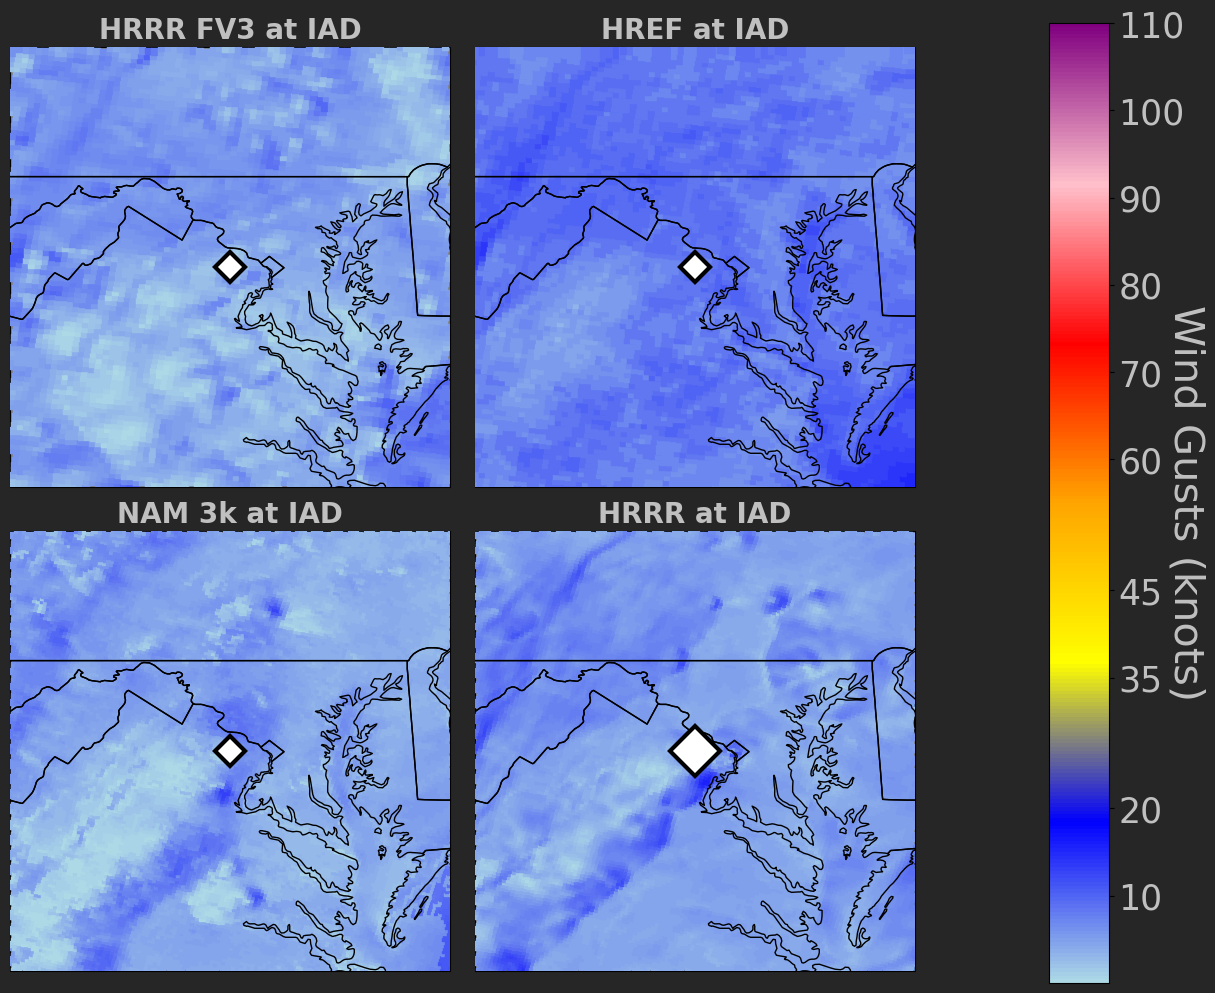 HRRR FV3 at IAD
HREF at IAD
NAM 3k at IAD
HRRR at IAD
110
100
90
80
70
60
45
35
20
10
Wind Gusts (knots)